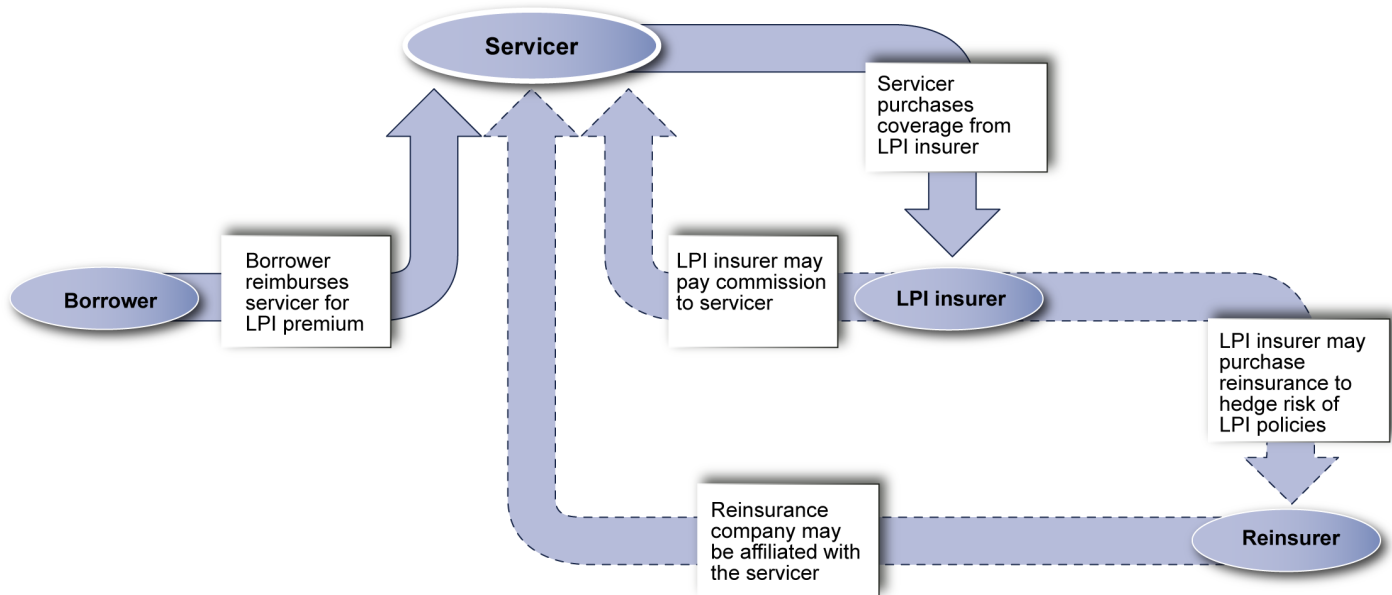 Servicer
Servicer
purchases
coverage from
LPI insurer
Borrower
Borrower
reimburses
servicer for
LPI premium
LPI insurer may
pay commission
to servicer
LPI insurer
LPI insurer may
purchase
reinsurance to
hedge risk of
LPI policies
Reinsurance
company may
be affiliated with
the servicer
Reinsurer